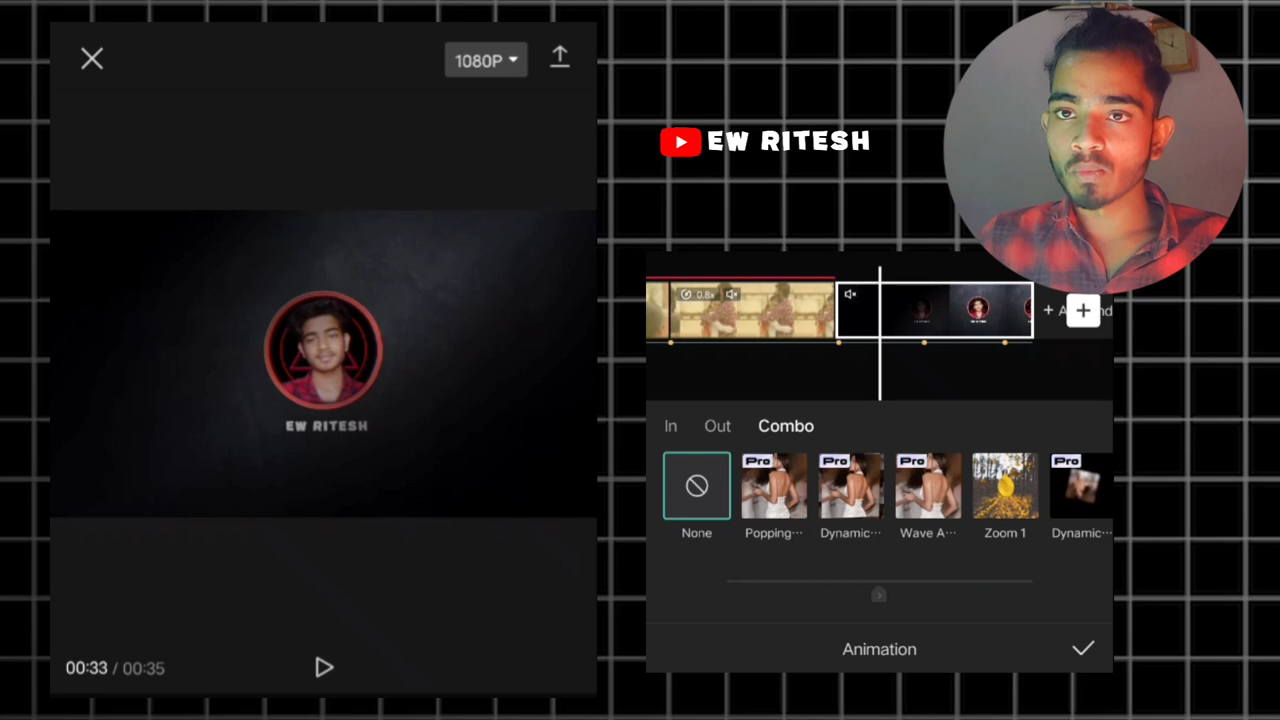 1080P
EW RITESH
EW RITESH
0.8x
In Out Combo
Pro Pro Pro Pro
None Popping··· Dynamic··· Wave A··· Zoom 1 Dynamic···
00:33 / 00:35
Animation